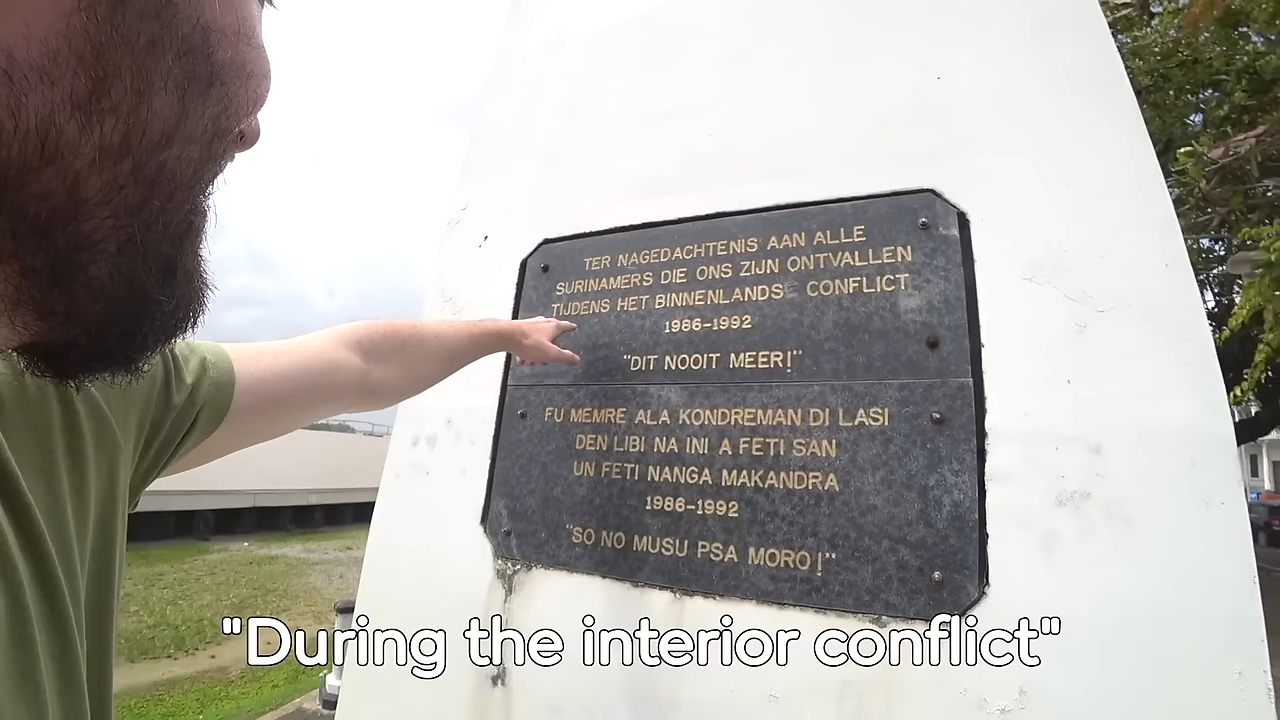 TER NAGEDACHTENIS AAN ALLE
SURINAMERS DIE ONS ZIJN ONTVALLEN
TIJDENS HET BINNENLANDS CONFLICT
1986-1992
"DIT NOOIT MEER!"
FU MEMRE ALA KONDREMAN DI LASI
DEN LIBI NA INI A FETI SAN
UN FETI NANGA MAKANDRA
1986-1992
"SO NO MUSU PSA MORO!"
"During the interior conflict"